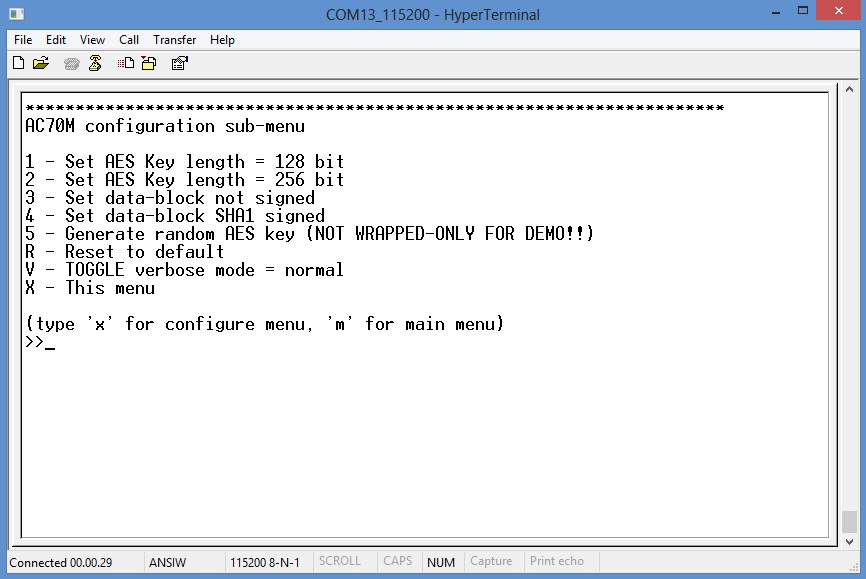 COM13_115200 - HyperTerminal
File Edit View Call Transfer Help
**********************************************************************
AC70M configuration sub-menu
1 - Set AES Key length = 128 bit
2 - Set AES Key length = 256 bit
3 - Set data-block not signed
4 - Set data-block SHA1 signed
5 - Generate random AES key (NOT WRAPPED-ONLY FOR DEMO!!)
R - Reset to default
V - TOGGLE verbose mode = normal
X - This menu
(type 'x' for configure menu, 'm' for main menu)
>>_
Connected 00.00.29 ANSIW 115200 8-N-1 SCROLL CAPS NUM Capture Print echo